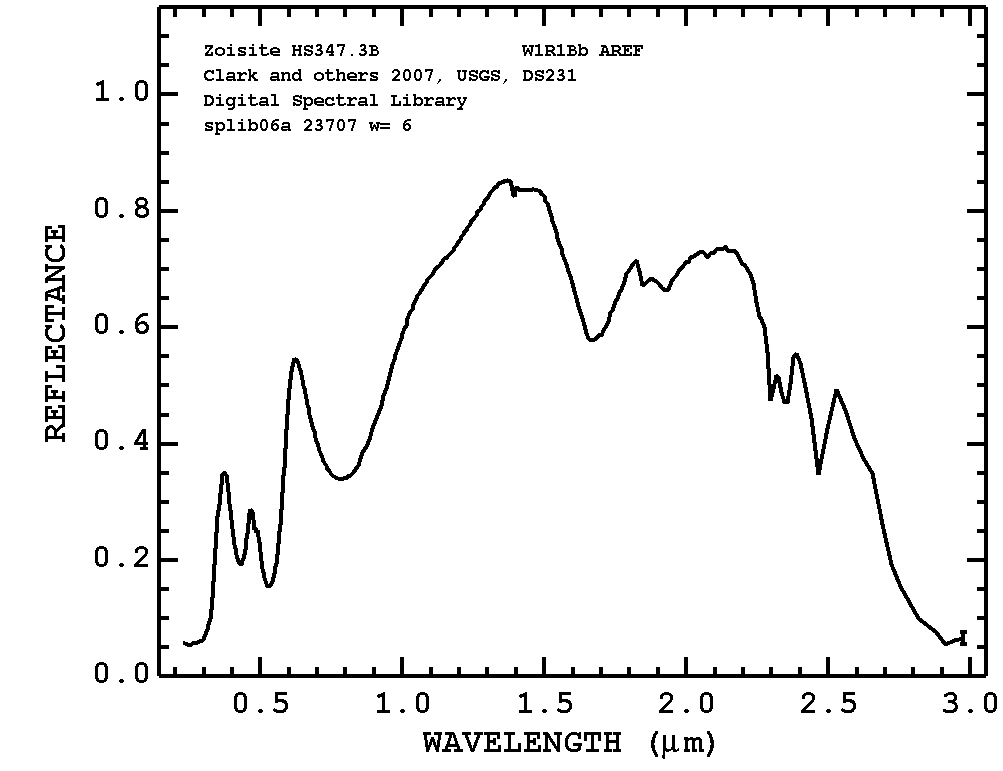 Zoisite HS347.3B W1R1Bb AREF
Clark and others 2007, USGS, DS231
Digital Spectral Library
splib06a 23707 w= 6
1.0
0.8
0.6
0.4
0.2
0.0
REFLECTANCE
0.5 1.0 1.5 2.0 2.5 3.0
WAVELENGTH (μm)